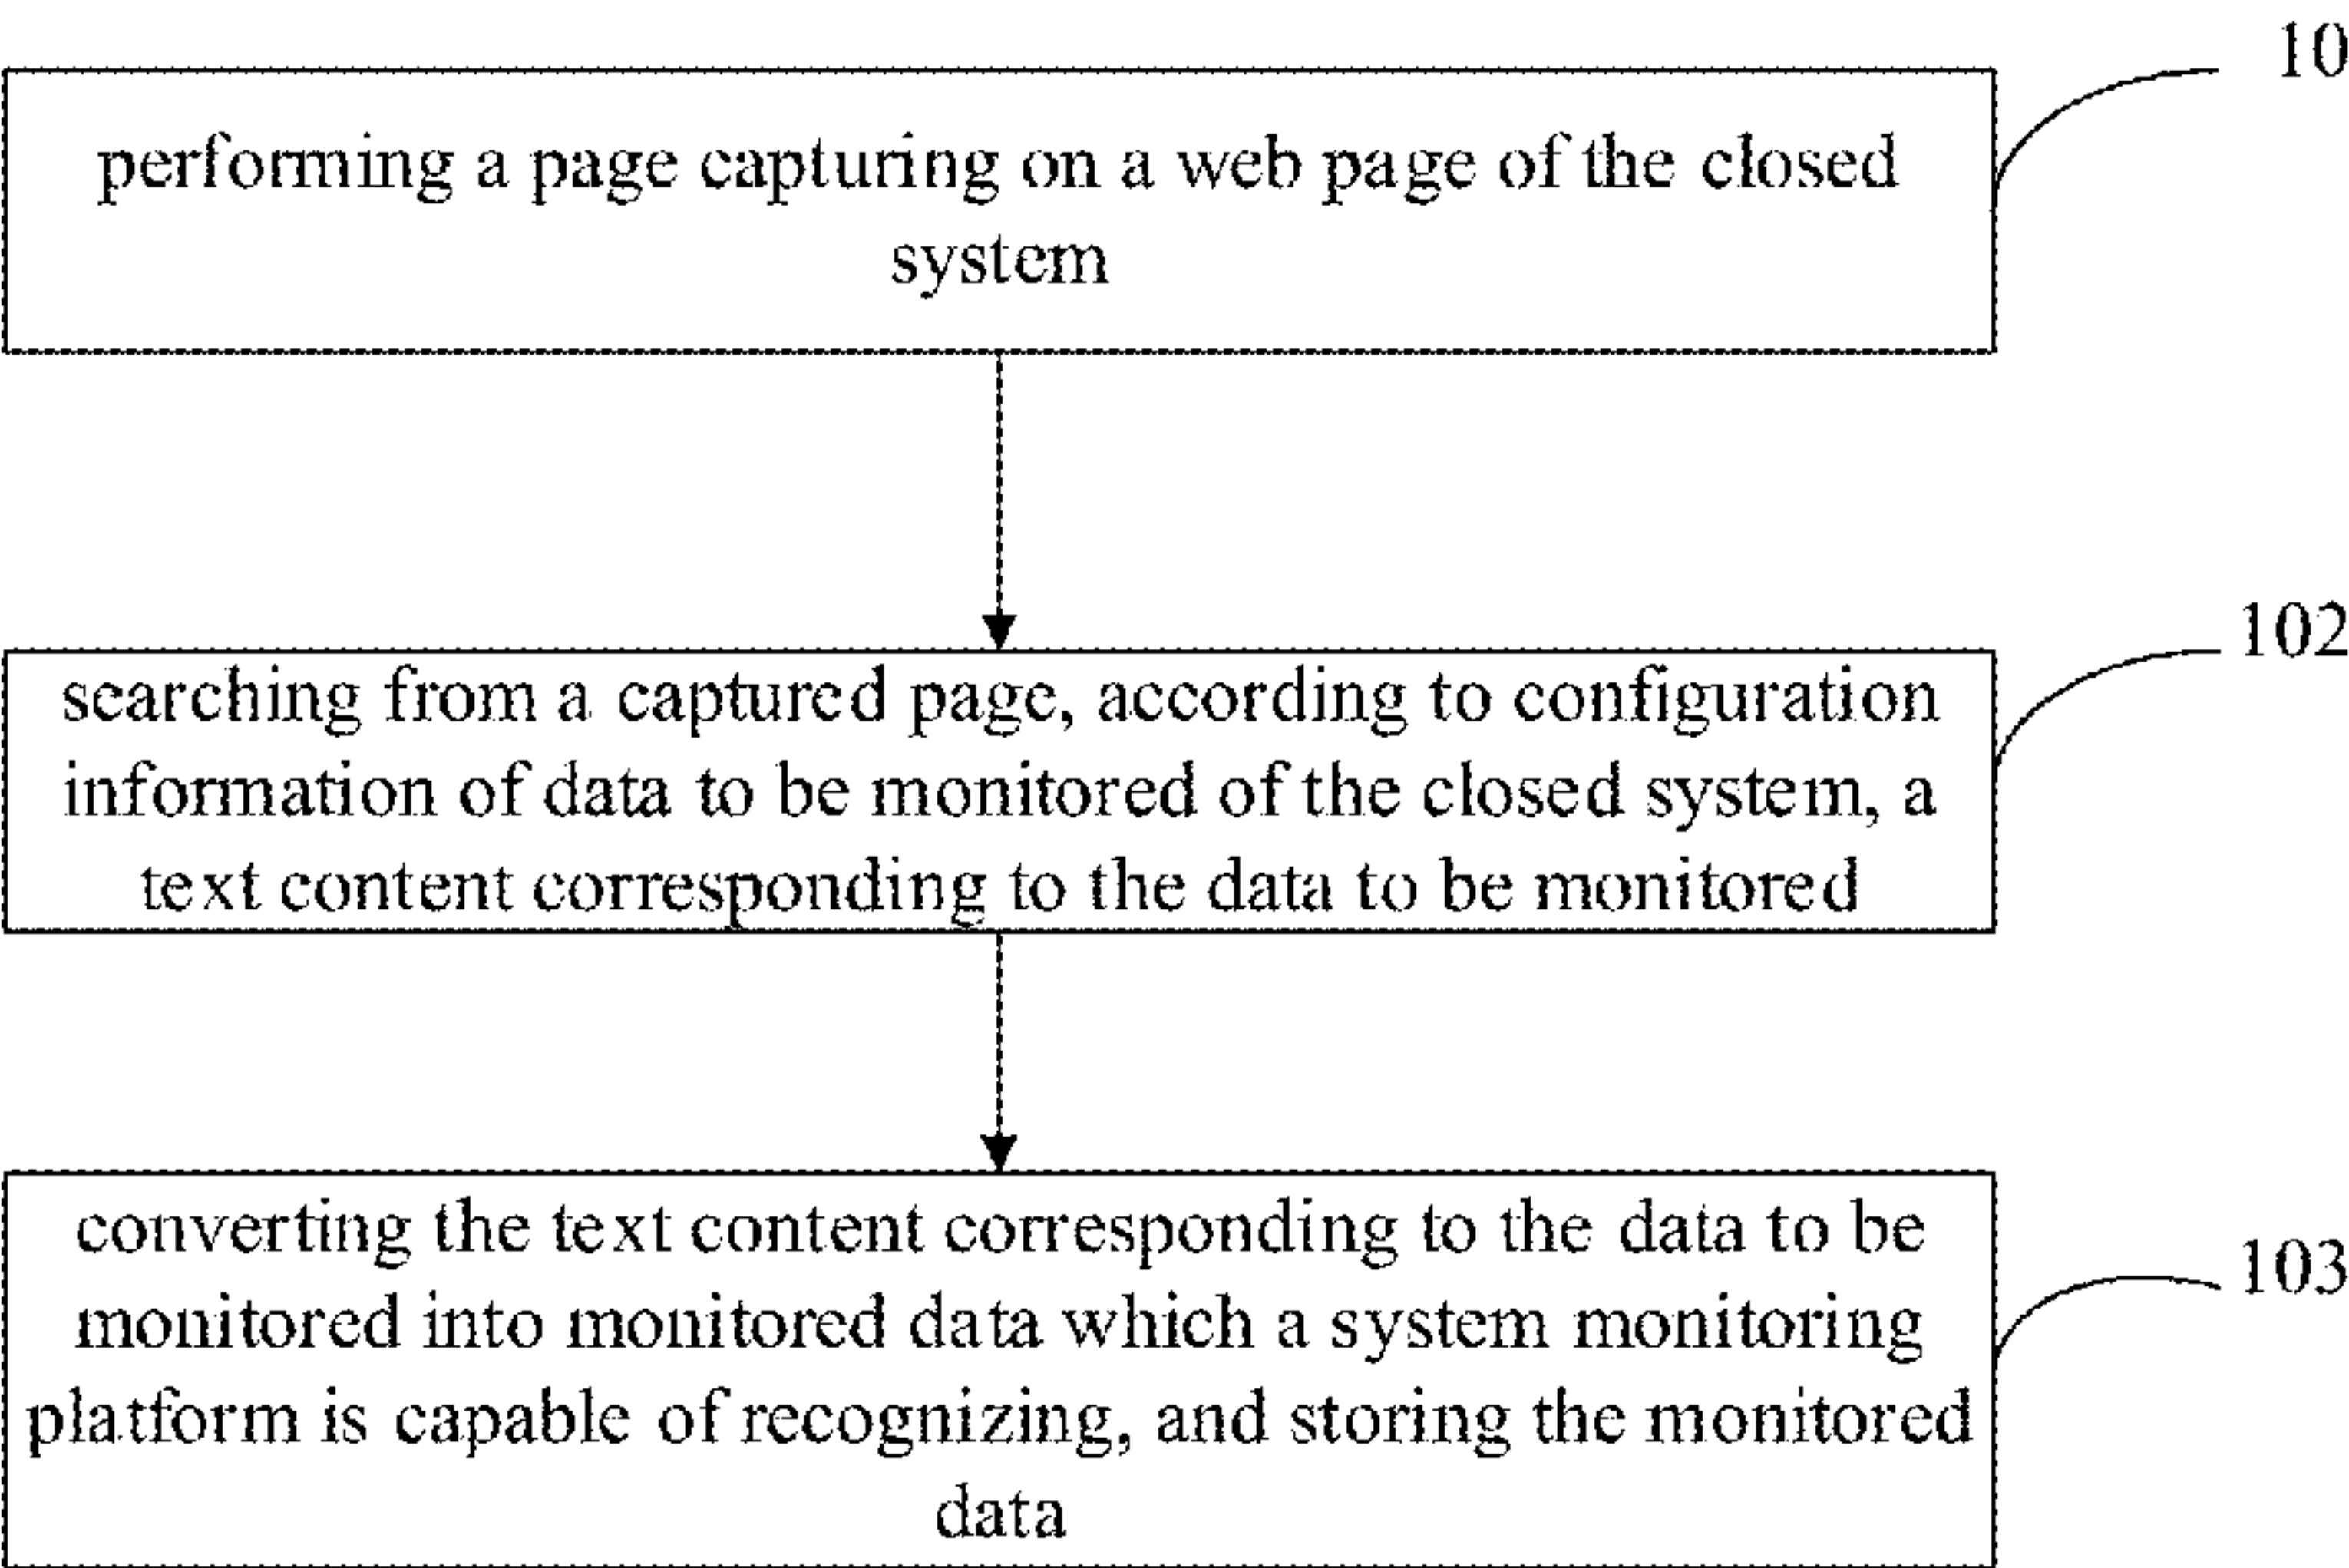 10
performing a page capturing on a web page of the closed
system
102
searching from a captured page, according to configuration
information of data to be monitored of the closed system, a
text content corresponding to the data to be monitored
103
converting the text content corresponding to the data to be
monitored into monitored data which a system monitoring
platform is capable of recognizing, and storing the monitored
data